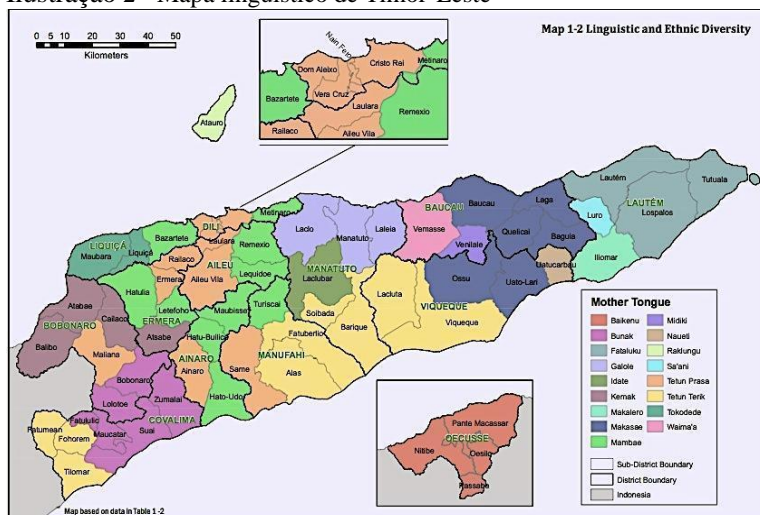 Ilustração 2 - Mapa linguístico de Timor-Leste
Map 1-2 Linguistic and Ethnic Diversity
0 10 20 30 40 50
Kilometers
Nain Feto
Cristo Rei
Metinaro
Dom Aleixo
Bazartete
Vera Cruz
Laulara
Remexio
Railaco
Aileu Vila
Atauro
Lautém
Tutuala
LAUTÉM
Lospalos
Luro
Iliomar
Baucau
Laga
BAUCAU
Vemasse
Quelicai
Baguia
Venilale
Uatucarbau
Ossu
Uato-Lari
Metinaro
Laclo
Manatuto
Laleia
DILI
Laulara
Remexio
Bazartete
LIQUIÇÁ
Liquiçá
Maubara
Railaco
AILEU
Aileu Vila
Lequidoe
MANATUTO
Laclubar
Ermera
Hatulia
Atabae
Letefoho
Maubisse
Turiscai
Soibada
Lacluta
VIQUEQUE
Viqueque
Barique
Cailaco
ERMERA
BOBONARO
Atsabe
Hatu-Builico
Fatuberlio
Balibo
Maliana
AINARO
Ainaro
Same
MANUFAHI
Alas
Bobonaro
Hato-Udo
Lolotoe
Zumalai
COVALIMA
Fatululic
Fatumean
Fohorem
Maucatar
Suai
Tilomar
Pante Macassar
OECUSSE
Nitibe
Oesilo
Passabe
Mother Tongue
Baikenu
Bunak
Fataluku
Galole
Idate
Kemak
Makalero
Makasae
Mambae
Midiki
Naueti
Raklungu
Sa'ani
Tetun Prasa
Tetun Terik
Tokodede
Waima'a
Sub-District Boundary
District Boundary
Indonesia
Map based on data in Table 1 -2